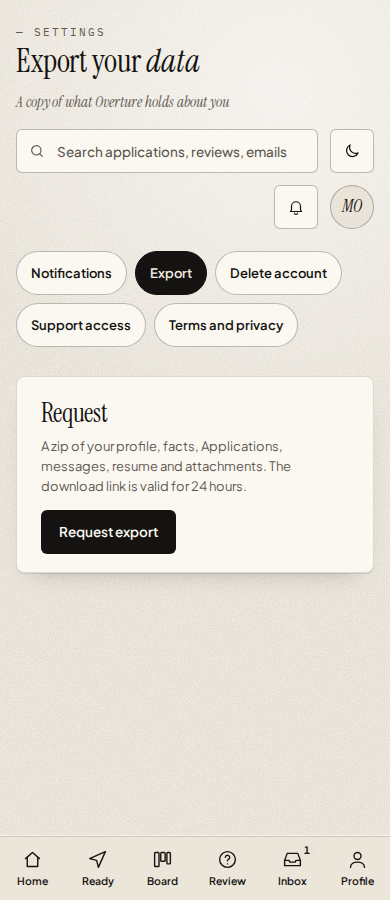 — SETTINGS
Export your data
A copy of what Overture holds about you
Search applications, reviews, emails
MO
Notifications
Export
Delete account
Support access
Terms and privacy
Request
A zip of your profile, facts, Applications,
messages, resume and attachments. The
download link is valid for 24 hours.
Request export
1
Home
Ready
Board
Review
Inbox
Profile